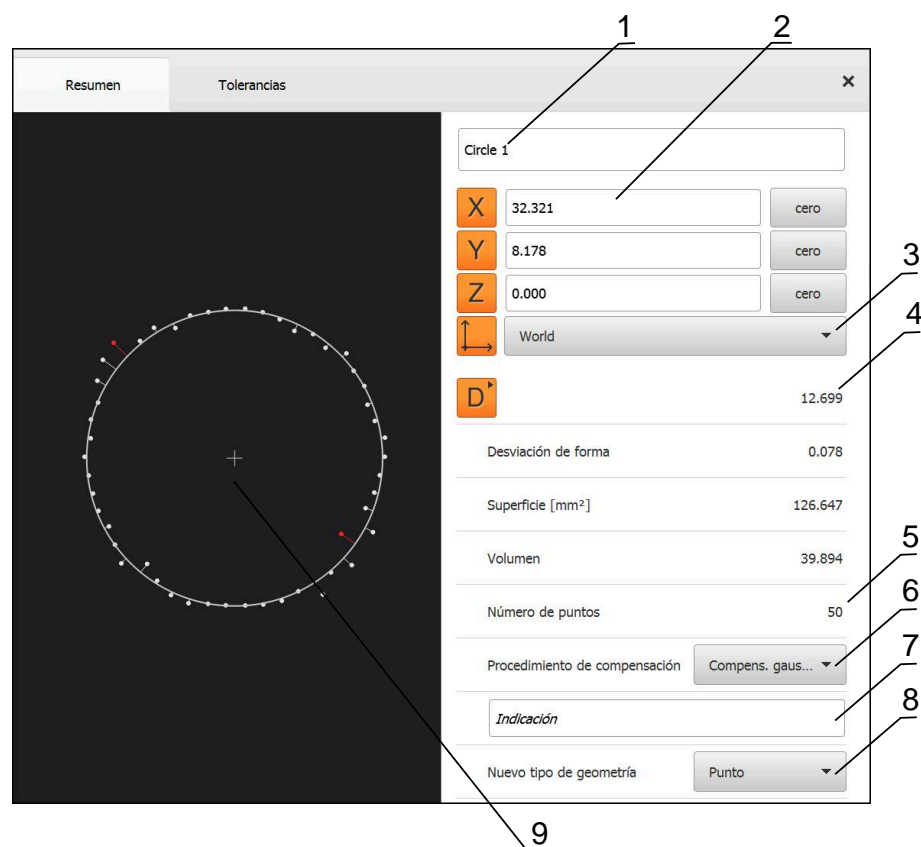 1
2
Resumen
Tolerancias
×
Circle 1
X 32.321 cero
Y 8.178 cero
3
Z 0.000 cero
4
World
D 12.699
Desviación de forma 0.078
Superficie [mm²] 126.647
5
Volumen 39.894
6
Número de puntos 50
7
Procedimiento de compensación Compens. gaus...
8
Indicación
Nuevo tipo de geometría Punto
9